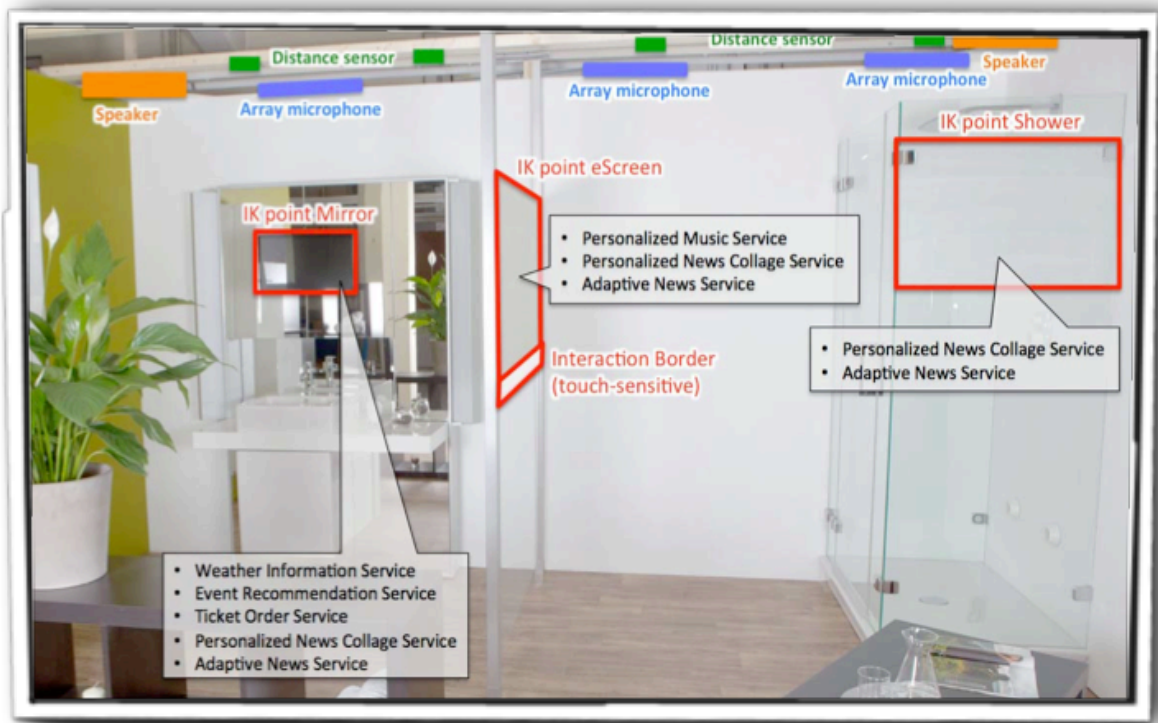 Distance sensor
Distance sensor
Speaker
Array microphone
Array microphone
Array microphone
Speaker
IK point Shower
IK point eScreen
IK point Mirror
• Personalized Music Service
• Personalized News Collage Service
• Adaptive News Service
Interaction Border
(touch-sensitive)
• Personalized News Collage Service
• Adaptive News Service
• Weather Information Service
• Event Recommendation Service
• Ticket Order Service
• Personalized News Collage Service
• Adaptive News Service